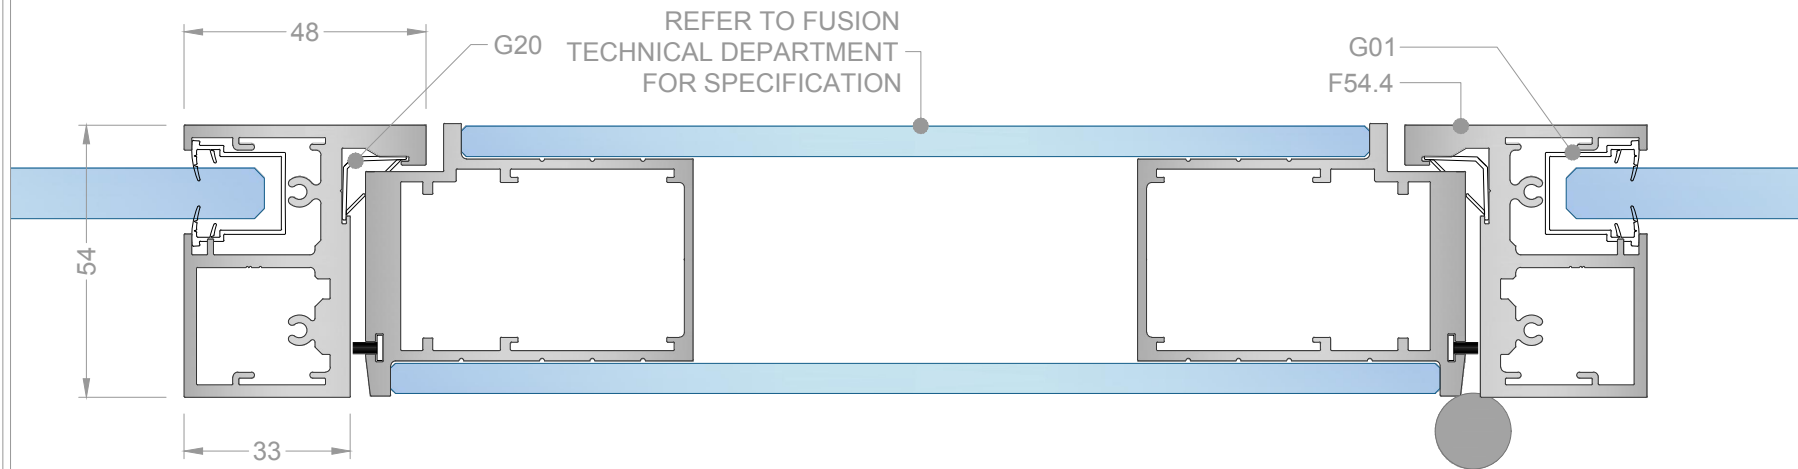 48
G20
REFER TO FUSION
TECHNICAL DEPARTMENT
FOR SPECIFICATION
G01
F54.4
54
33